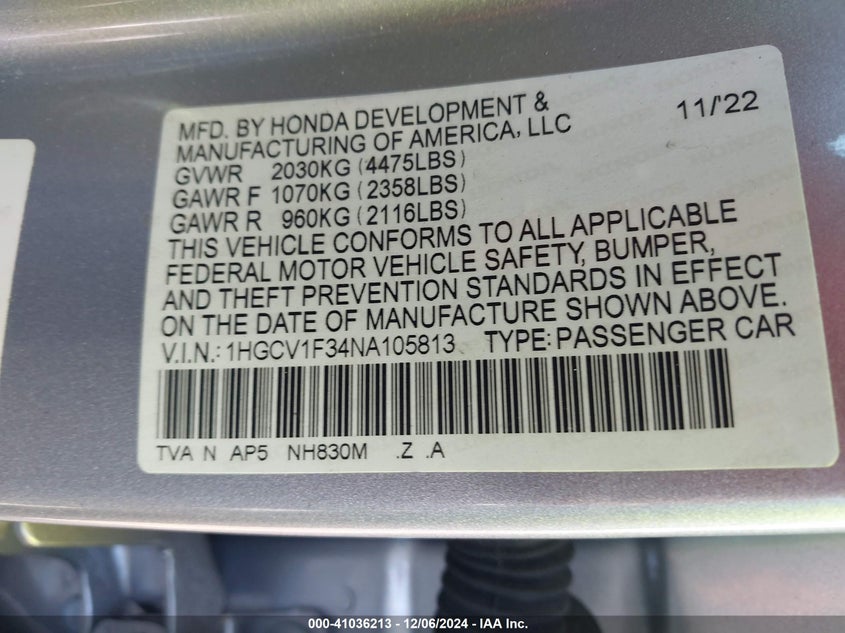 MFD. BY HONDA DEVELOPMENT & 11/'22
MANUFACTURING OF AMERICA, LLC
GVWR 2030KG (4475LBS)
GAWR F 1070KG (2358LBS)
GAWR R 960KG (2116LBS)
THIS VEHICLE CONFORMS TO ALL APPLICABLE
FEDERAL MOTOR VEHICLE SAFETY, BUMPER,
AND THEFT PREVENTION STANDARDS IN EFFECT
ON THE DATE OF MANUFACTURE SHOWN ABOVE.
V.I.N.: 1HGCV1F34NA105813 TYPE: PASSENGER CAR
TVA N AP5 NH830M .Z .A
000-41036213 - 12/06/2024 - IAA Inc.